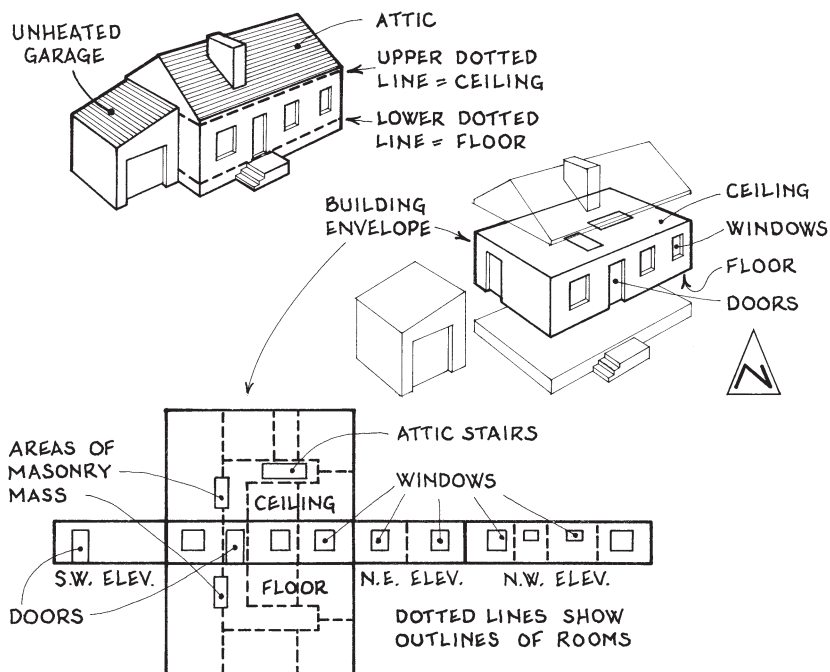 UNHEATED
GARAGE
ATTIC
UPPER DOTTED
LINE = CEILING
LOWER DOTTED
LINE = FLOOR
BUILDING
ENVELOPE
CEILING
WINDOWS
FLOOR
DOORS
N
AREAS OF
MASONRY
MASS
ATTIC STAIRS
WINDOWS
CEILING
S.W. ELEV.
FLOOR
N.E. ELEV.
N.W. ELEV.
DOORS
DOTTED LINES SHOW
OUTLINES OF ROOMS